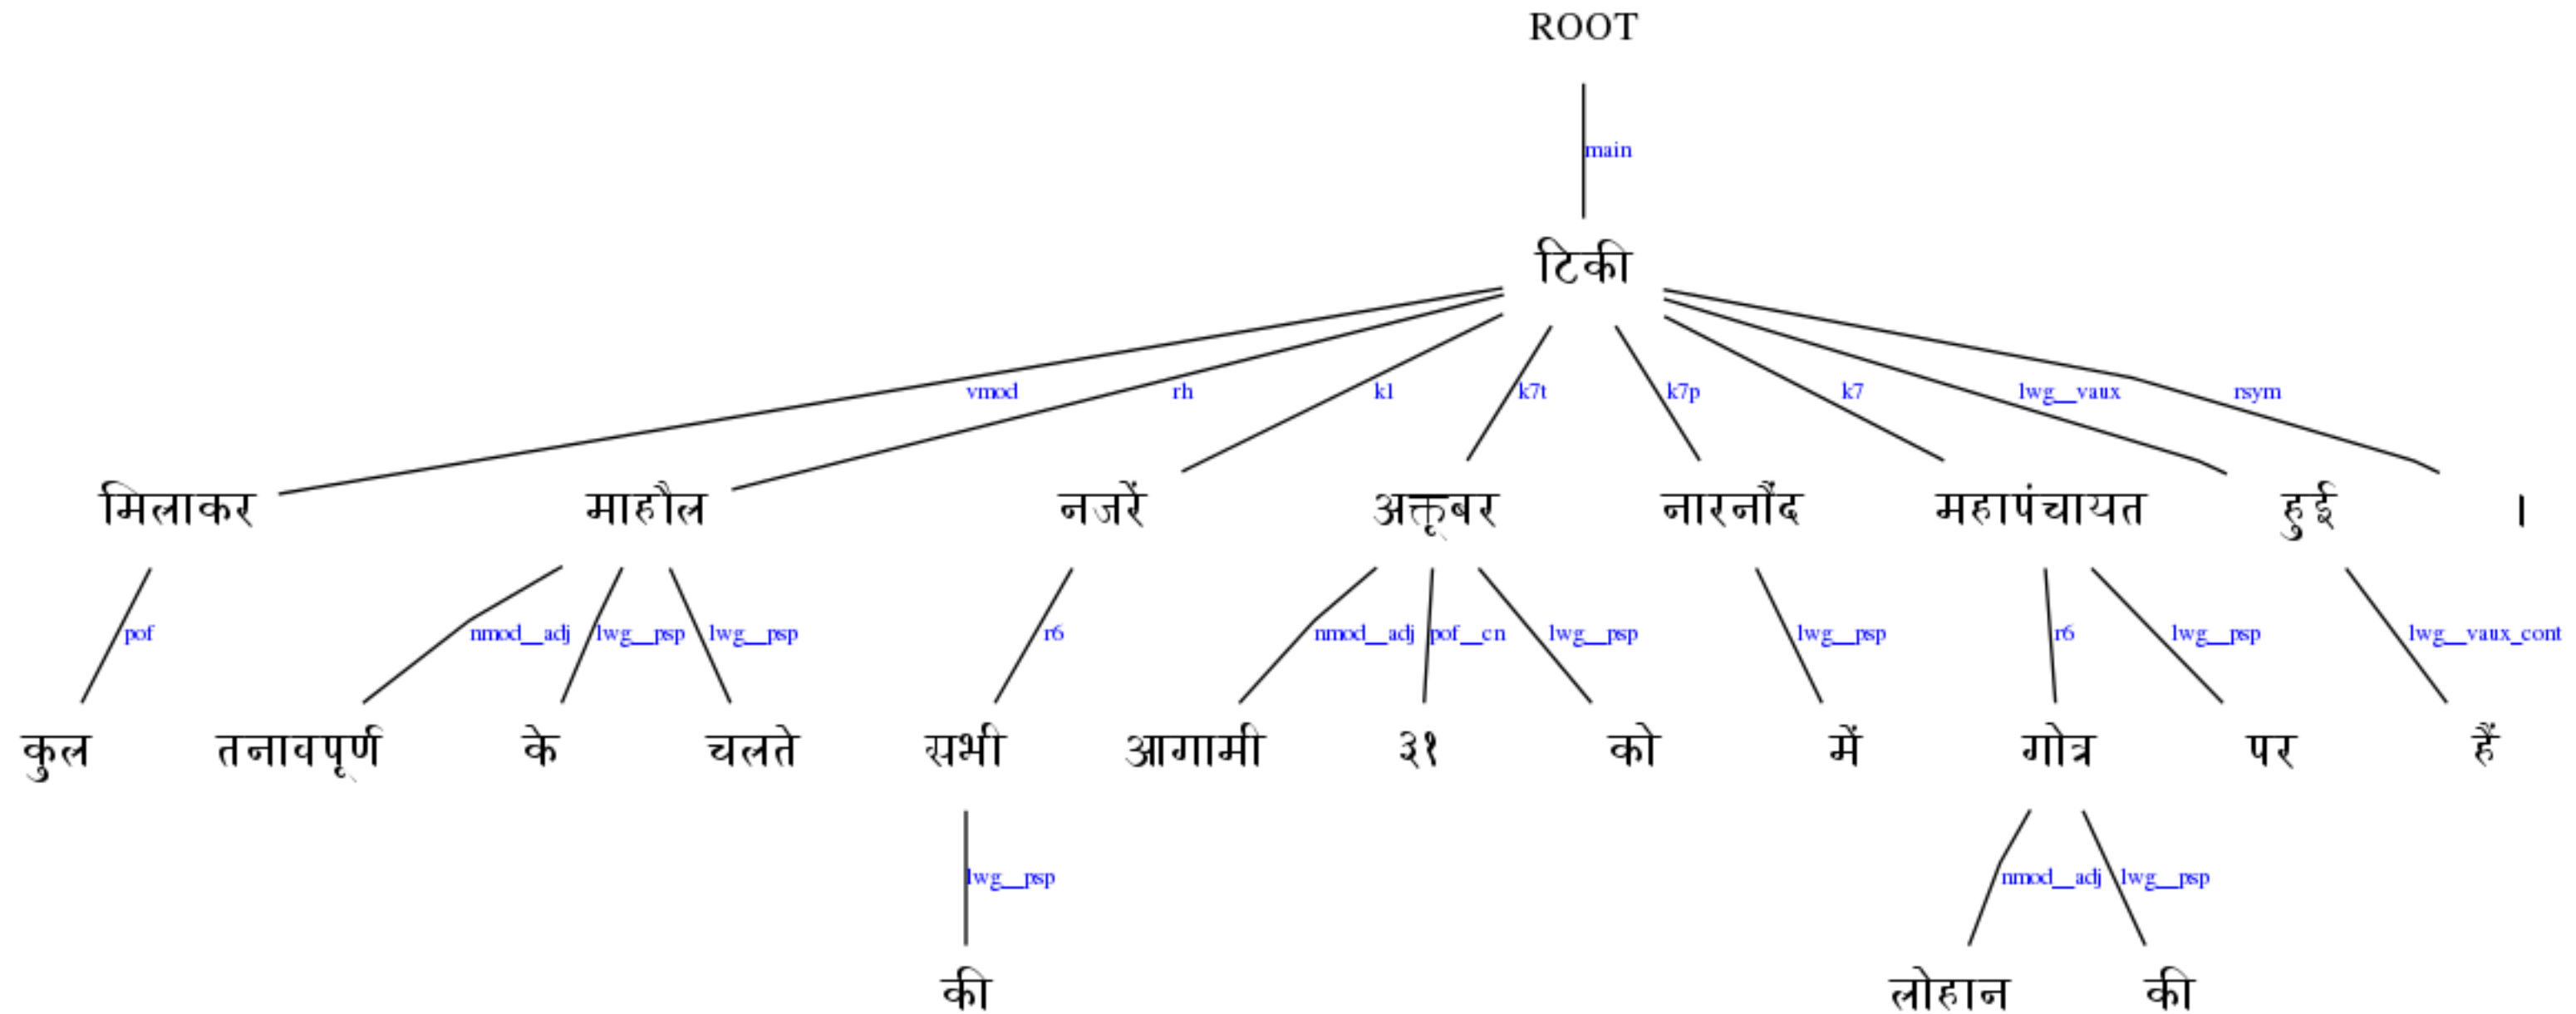 ROOT
main
टिकी
vmod rh k1 k7t k7p k7 lwg__vaux rsym
मिलाकर माहौल नजरें अक्तूबर नारनौंद महापंचायत हुई ।
pof nmod__adj lwg__psp lwg__psp r6 nmod__adj pof__cn lwg__psp lwg__psp r6 lwg__psp lwg__vaux_cont
कुल तनावपूर्ण के चलते सभी आगामी ३१ को में गोत्र पर हैं
lwg__psp nmod__adj lwg__psp
की लोहान की